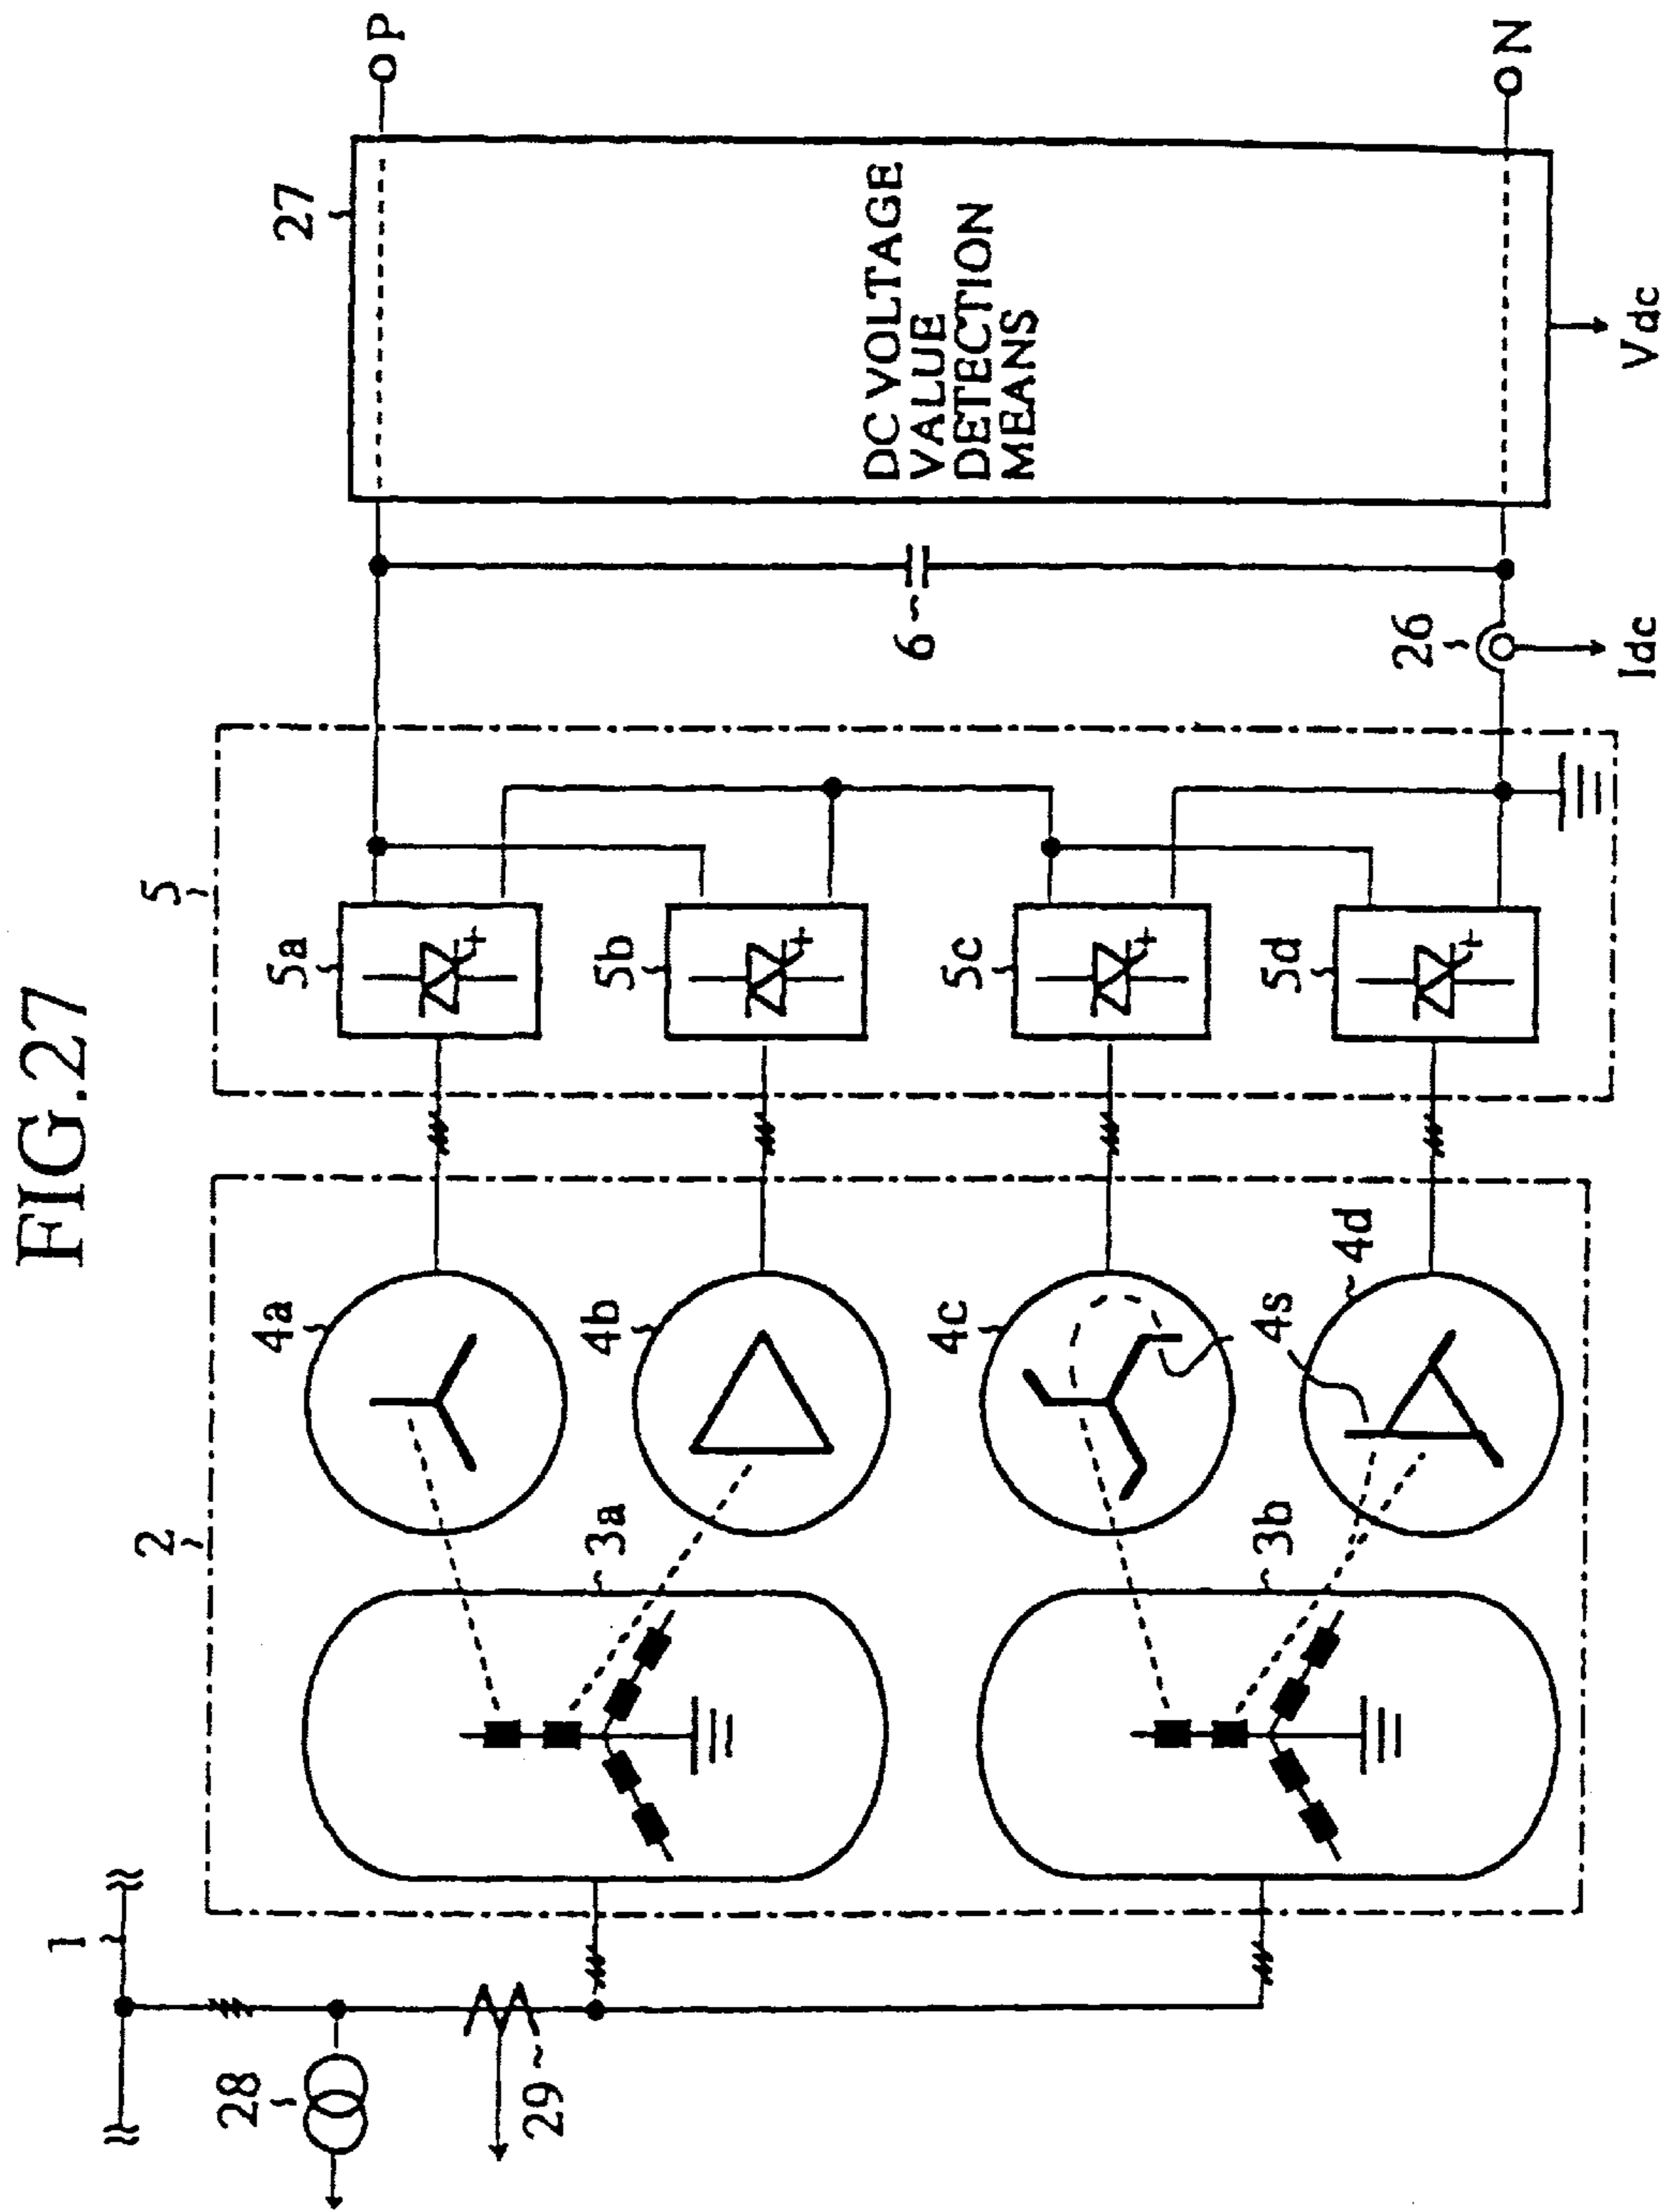 FIG.27
1
28
29
2
3a
3b
4a
4b
4c
4d
4s
5
5a
5b
5c
5d
6
26
Idc
27
DC VOLTAGE
VALUE
DETECTION
MEANS
Vdc
P
N